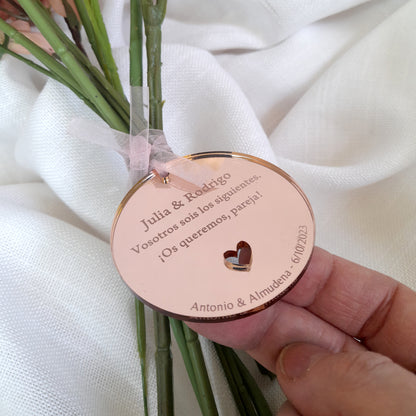 Julia & Rodrigo
Vosotros sois los siguientes.
¡Os queremos, pareja!
Antonio & Almudena - 6/10/2023